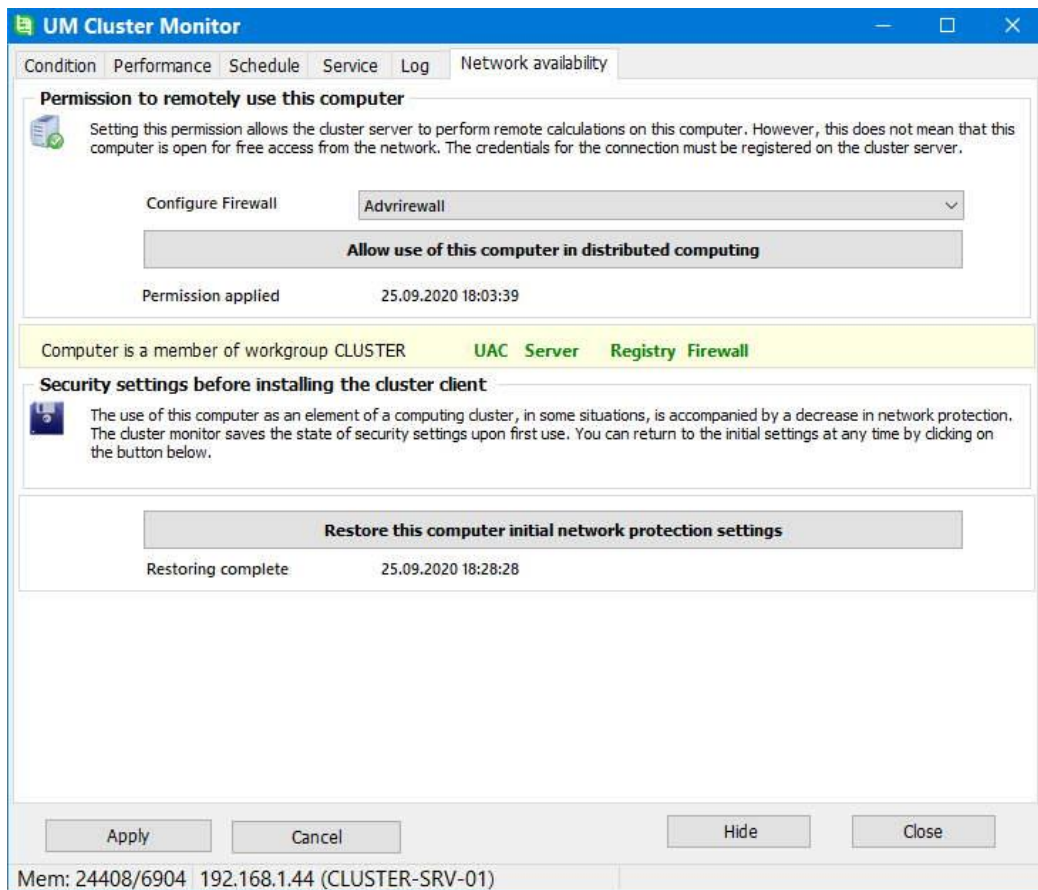 UM Cluster Monitor
Condition Performance Schedule Service Log Network availability
Permission to remotely use this computer
Setting this permission allows the cluster server to perform remote calculations on this computer. However, this does not mean that this
computer is open for free access from the network. The credentials for the connection must be registered on the cluster server.
Configure Firewall Advrirewall
Allow use of this computer in distributed computing
Permission applied 25.09.2020 18:03:39
Computer is a member of workgroup CLUSTER UAC Server Registry Firewall
Security settings before installing the cluster client
The use of this computer as an element of a computing cluster, in some situations, is accompanied by a decrease in network protection.
The cluster monitor saves the state of security settings upon first use. You can return to the initial settings at any time by clicking on
the button below.
Restore this computer initial network protection settings
Restoring complete 25.09.2020 18:28:28
Apply Cancel Hide Close
Mem: 24408/6904 192.168.1.44 (CLUSTER-SRV-01)